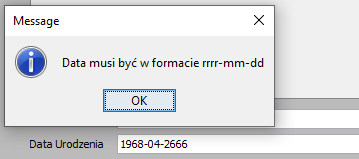 Message
Data musi być w formacie rrrr-mm-dd
OK
Data Urodzenia
1968-04-2666